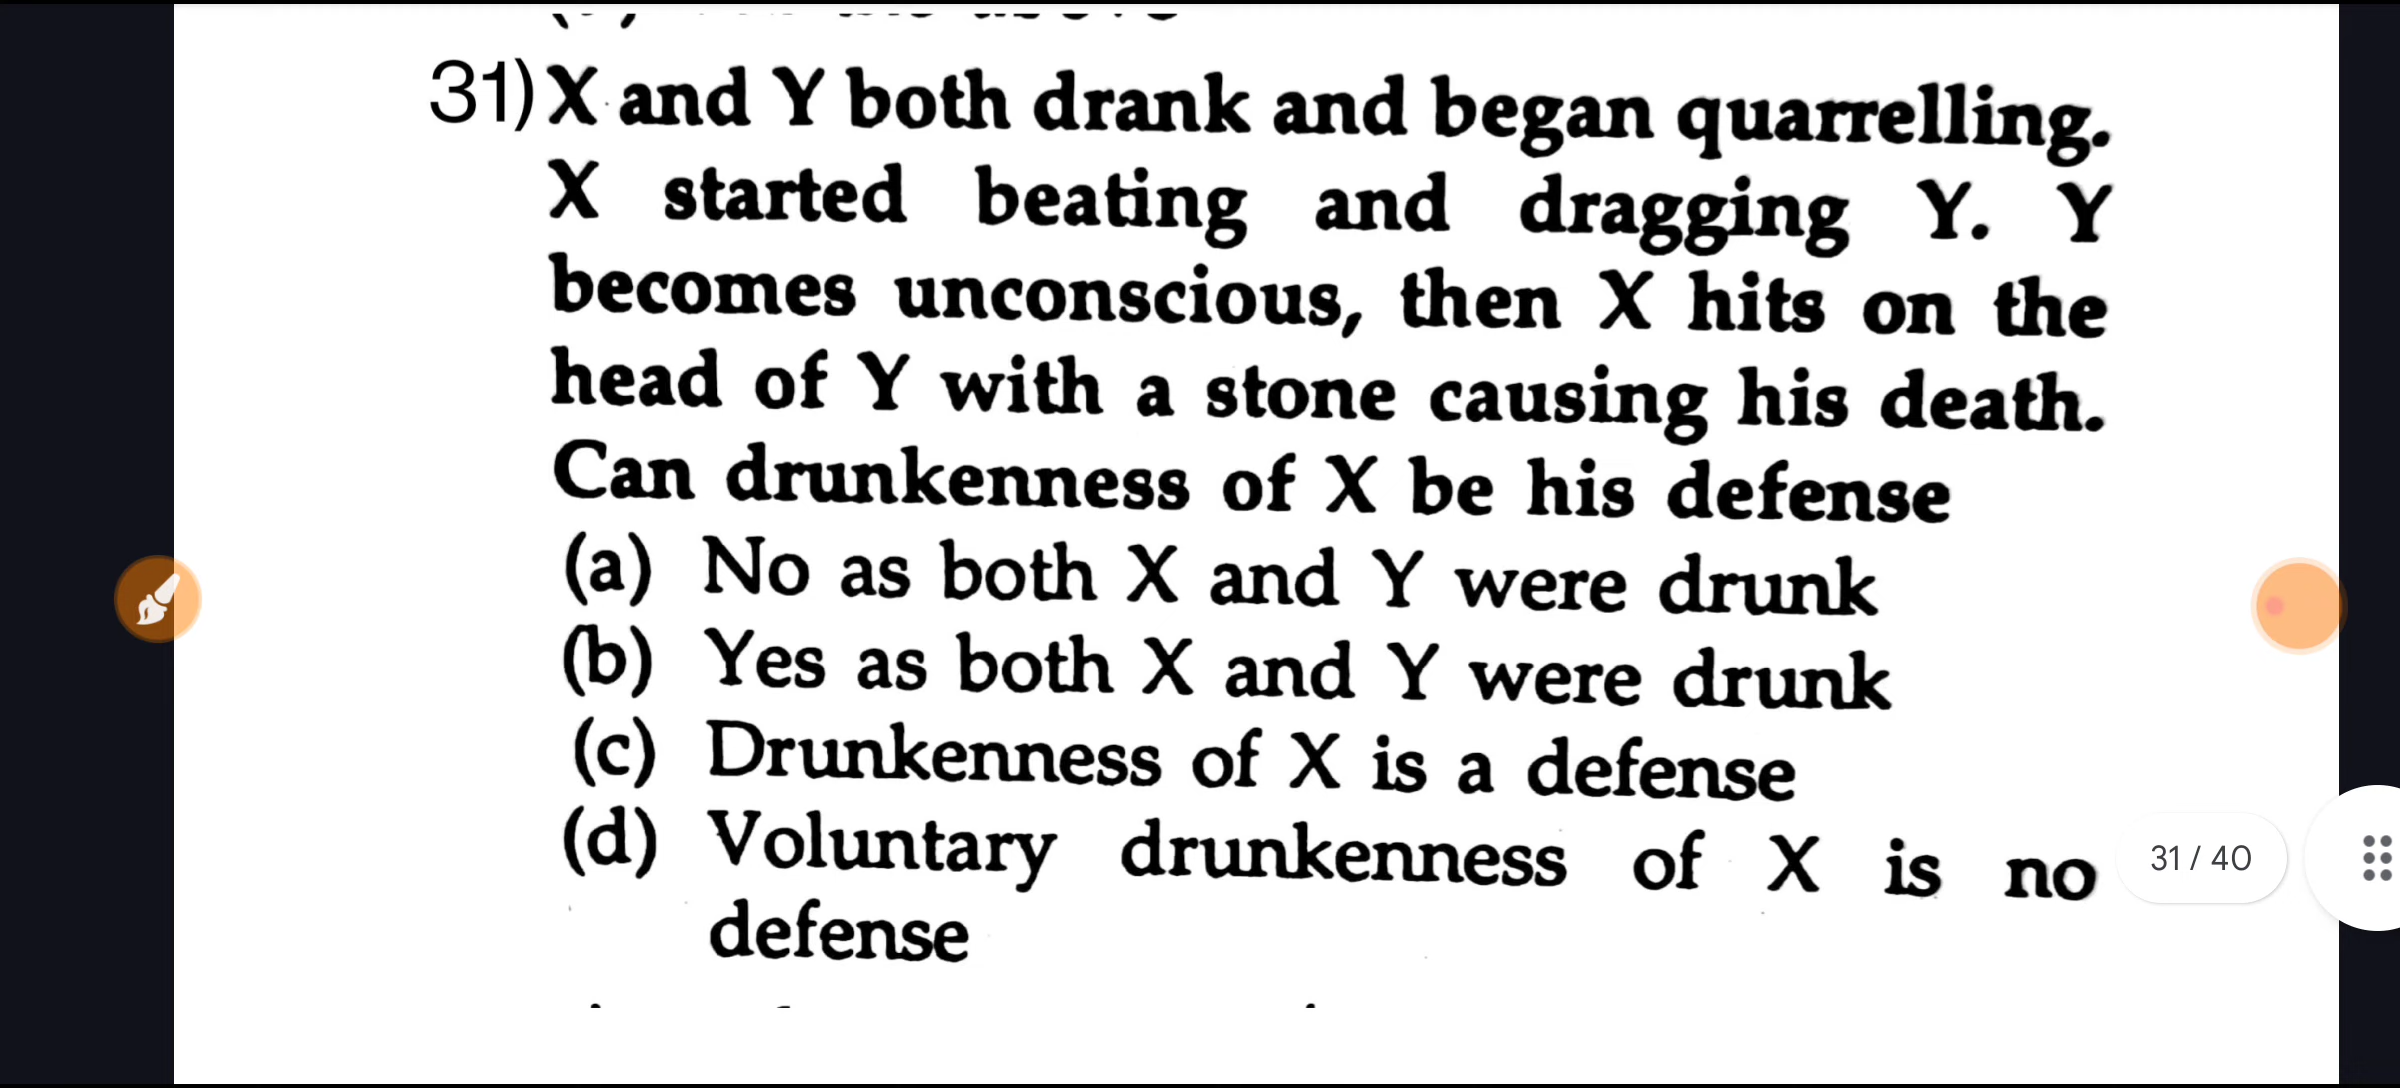 31) X and Y both drank and began quarrelling.
X started beating and dragging Y. Y
becomes unconscious, then X hits on the
head of Y with a stone causing his death.
Can drunkenness of X be his defense
(a) No as both X and Y were drunk
(b) Yes as both X and Y were drunk
(c) Drunkenness of X is a defense
(d) Voluntary drunkenness of X is no
defense
31 / 40